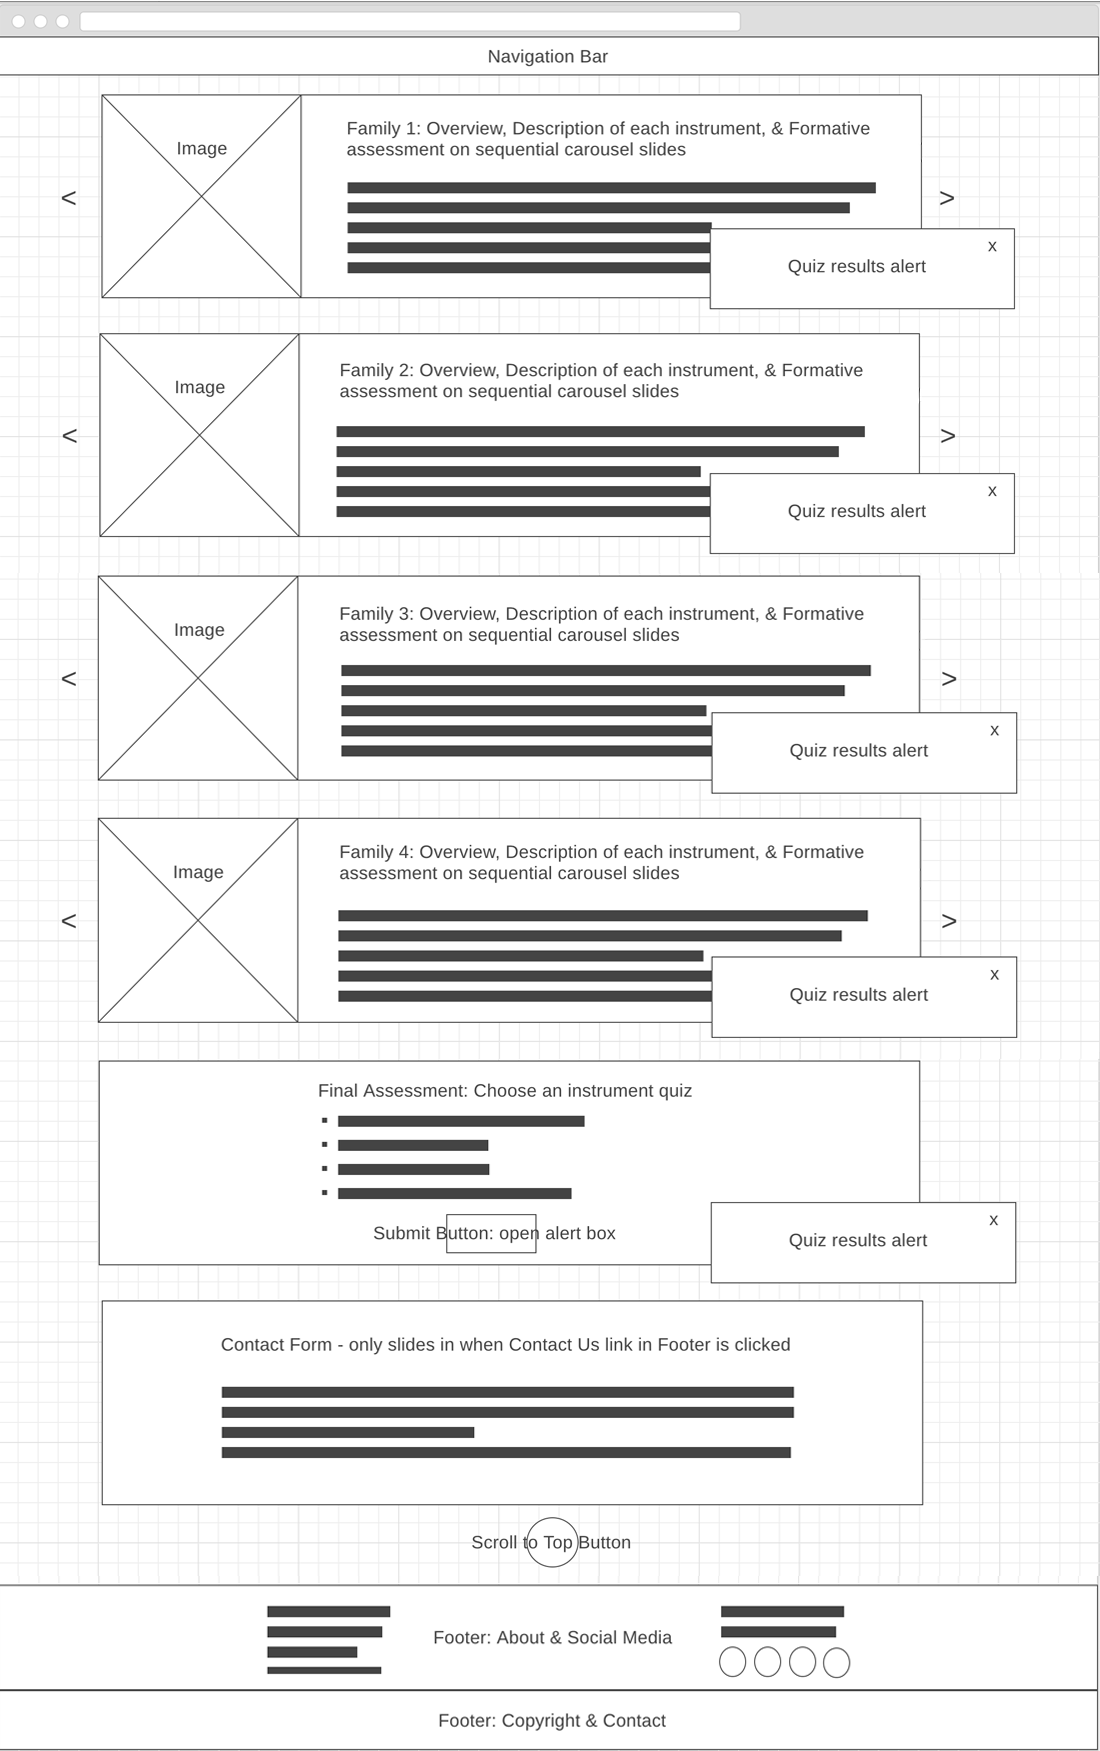 Navigation Bar
Image
Family 1: Overview, Description of each instrument, & Formative
assessment on sequential carousel slides
<
>
x
Quiz results alert
Image
Family 2: Overview, Description of each instrument, & Formative
assessment on sequential carousel slides
<
>
x
Quiz results alert
Image
Family 3: Overview, Description of each instrument, & Formative
assessment on sequential carousel slides
<
>
x
Quiz results alert
Image
Family 4: Overview, Description of each instrument, & Formative
assessment on sequential carousel slides
<
>
x
Quiz results alert
Final Assessment: Choose an instrument quiz
Submit Button: open alert box
x
Quiz results alert
Contact Form - only slides in when Contact Us link in Footer is clicked
Scroll to Top Button
Footer: About & Social Media
Footer: Copyright & Contact